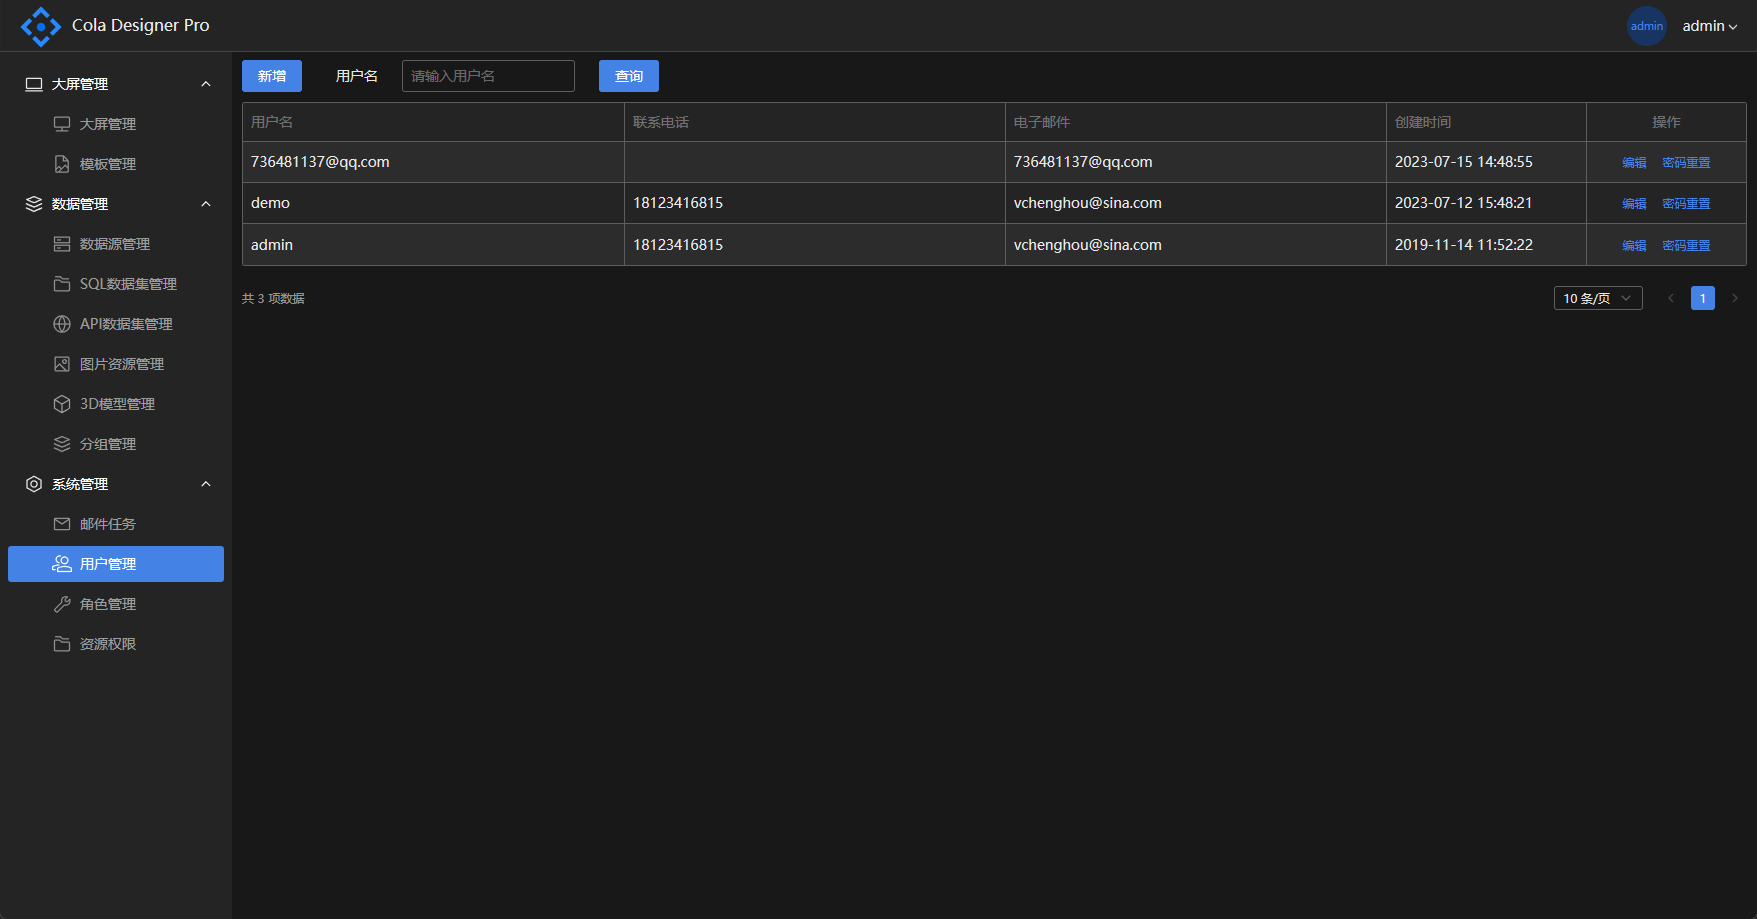 Cola Designer Pro
admin
admin
大屏管理
大屏管理
模板管理
数据管理
数据源管理
SQL数据集管理
API数据集管理
图片资源管理
3D模型管理
分组管理
系统管理
邮件任务
用户管理
角色管理
资源权限
新增 用户名 请输入用户名 查询
用户名 联系电话 电子邮件 创建时间 操作
736481137@qq.com 736481137@qq.com 2023-07-15 14:48:55 编辑 密码重置
demo 18123416815 vchenghou@sina.com 2023-07-12 15:48:21 编辑 密码重置
admin 18123416815 vchenghou@sina.com 2019-11-14 11:52:22 编辑 密码重置
共 3 项数据 10 条/页 1